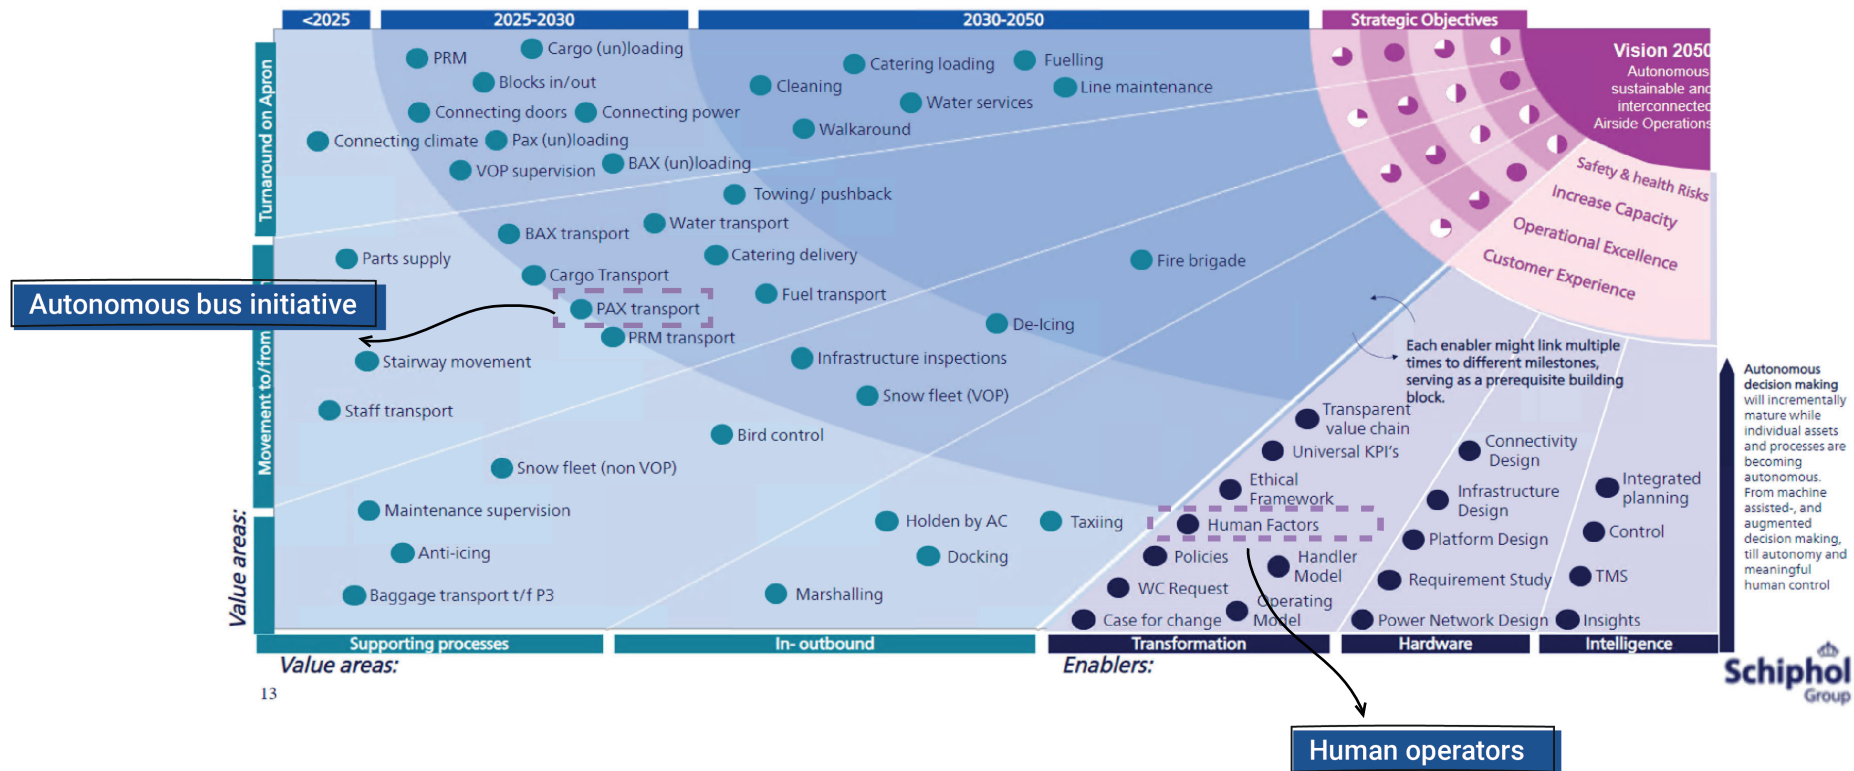 <2025
2025-2030
2030-2050
Strategic Objectives
Turnaround on Apron
PRM
Cargo (un)loading
Blocks in/out
Connecting doors
Connecting power
Connecting climate
Pax (un)loading
VOP supervision
BAX (un)loading
Catering loading
Fuelling
Cleaning
Line maintenance
Water services
Walkaround
Vision 2050
Autonomous
sustainable and
interconnected
Airside Operations
Safety & health Risks
Increase Capacity
Operational Excellence
Customer Experience
Movement to/from
Towing/ pushback
Water transport
BAX transport
Parts supply
Catering delivery
Cargo Transport
Fire brigade
Autonomous bus initiative
PAX transport
Fuel transport
PRM transport
De-Icing
Stairway movement
Infrastructure inspections
Staff transport
Snow fleet (VOP)
Bird control
Snow fleet (non VOP)
Maintenance supervision
Anti-icing
Baggage transport t/f P3
Holden by AC
Taxiing
Docking
Marshalling
Each enabler might link multiple
times to different milestones,
serving as a prerequisite building
block.
Transparent
value chain
Universal KPI's
Ethical
Framework
Human Factors
Policies
Handler
Model
WC Request
Operating
Model
Case for change
Connectivity
Design
Infrastructure
Design
Platform Design
Requirement Study
Power Network Design
Integrated
planning
Control
TMS
Insights
Autonomous
decision making
will incrementally
mature while
individual assets
and processes are
becoming
autonomous.
From machine
assisted-, and
augmented
decision making,
till autonomy and
meaningful
human control
Value areas:
Supporting processes
In- outbound
Transformation
Hardware
Intelligence
Value areas:
Enablers:
13
Schiphol
Group
Human operators